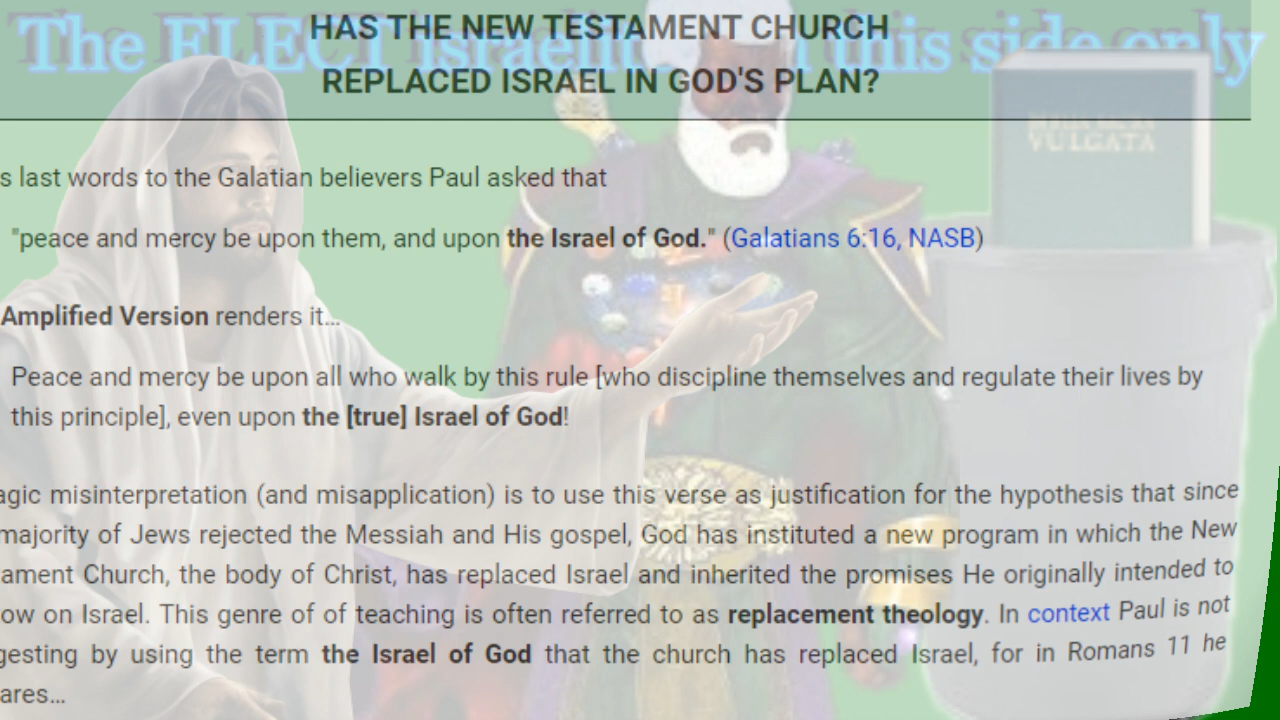 The ELECT israelit this side only
HAS THE NEW TESTAMENT CHURCH
REPLACED ISRAEL IN GOD'S PLAN?
VULGATA
s last words to the Galatian believers Paul asked that
"peace and mercy be upon them, and upon the Israel of God." (Galatians 6:16, NASB)
Amplified Version renders it...
Peace and mercy be upon all who walk by this rule [who discipline themselves and regulate their lives by
this principle], even upon the [true] Israel of God!
agic misinterpretation (and misapplication) is to use this verse as justification for the hypothesis that since
majority of Jews rejected the Messiah and His gospel, God has instituted a new program in which the New
ament Church, the body of Christ, has replaced Israel and inherited the promises He originally intended to
ow on Israel. This genre of of teaching is often referred to as replacement theology. In context Paul is not
gesting by using the term the Israel of God that the church has replaced Israel, for in Romans 11 he
ares...